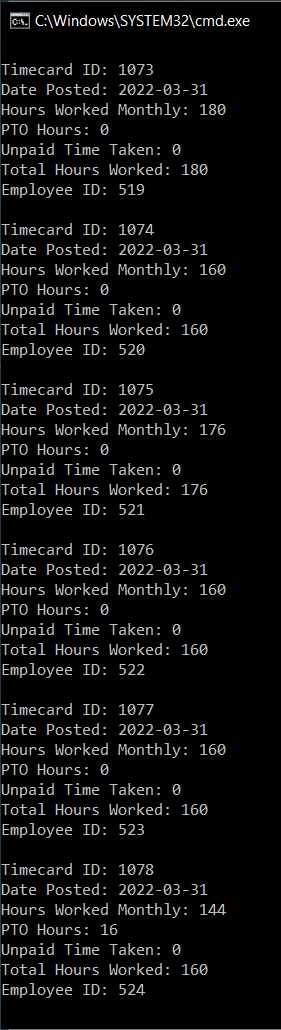 C:\Windows\SYSTEM32\cmd.exe
Timecard ID: 1073
Date Posted: 2022-03-31
Hours Worked Monthly: 180
PTO Hours: 0
Unpaid Time Taken: 0
Total Hours Worked: 180
Employee ID: 519
Timecard ID: 1074
Date Posted: 2022-03-31
Hours Worked Monthly: 160
PTO Hours: 0
Unpaid Time Taken: 0
Total Hours Worked: 160
Employee ID: 520
Timecard ID: 1075
Date Posted: 2022-03-31
Hours Worked Monthly: 176
PTO Hours: 0
Unpaid Time Taken: 0
Total Hours Worked: 176
Employee ID: 521
Timecard ID: 1076
Date Posted: 2022-03-31
Hours Worked Monthly: 160
PTO Hours: 0
Unpaid Time Taken: 0
Total Hours Worked: 160
Employee ID: 522
Timecard ID: 1077
Date Posted: 2022-03-31
Hours Worked Monthly: 160
PTO Hours: 0
Unpaid Time Taken: 0
Total Hours Worked: 160
Employee ID: 523
Timecard ID: 1078
Date Posted: 2022-03-31
Hours Worked Monthly: 144
PTO Hours: 16
Unpaid Time Taken: 0
Total Hours Worked: 160
Employee ID: 524